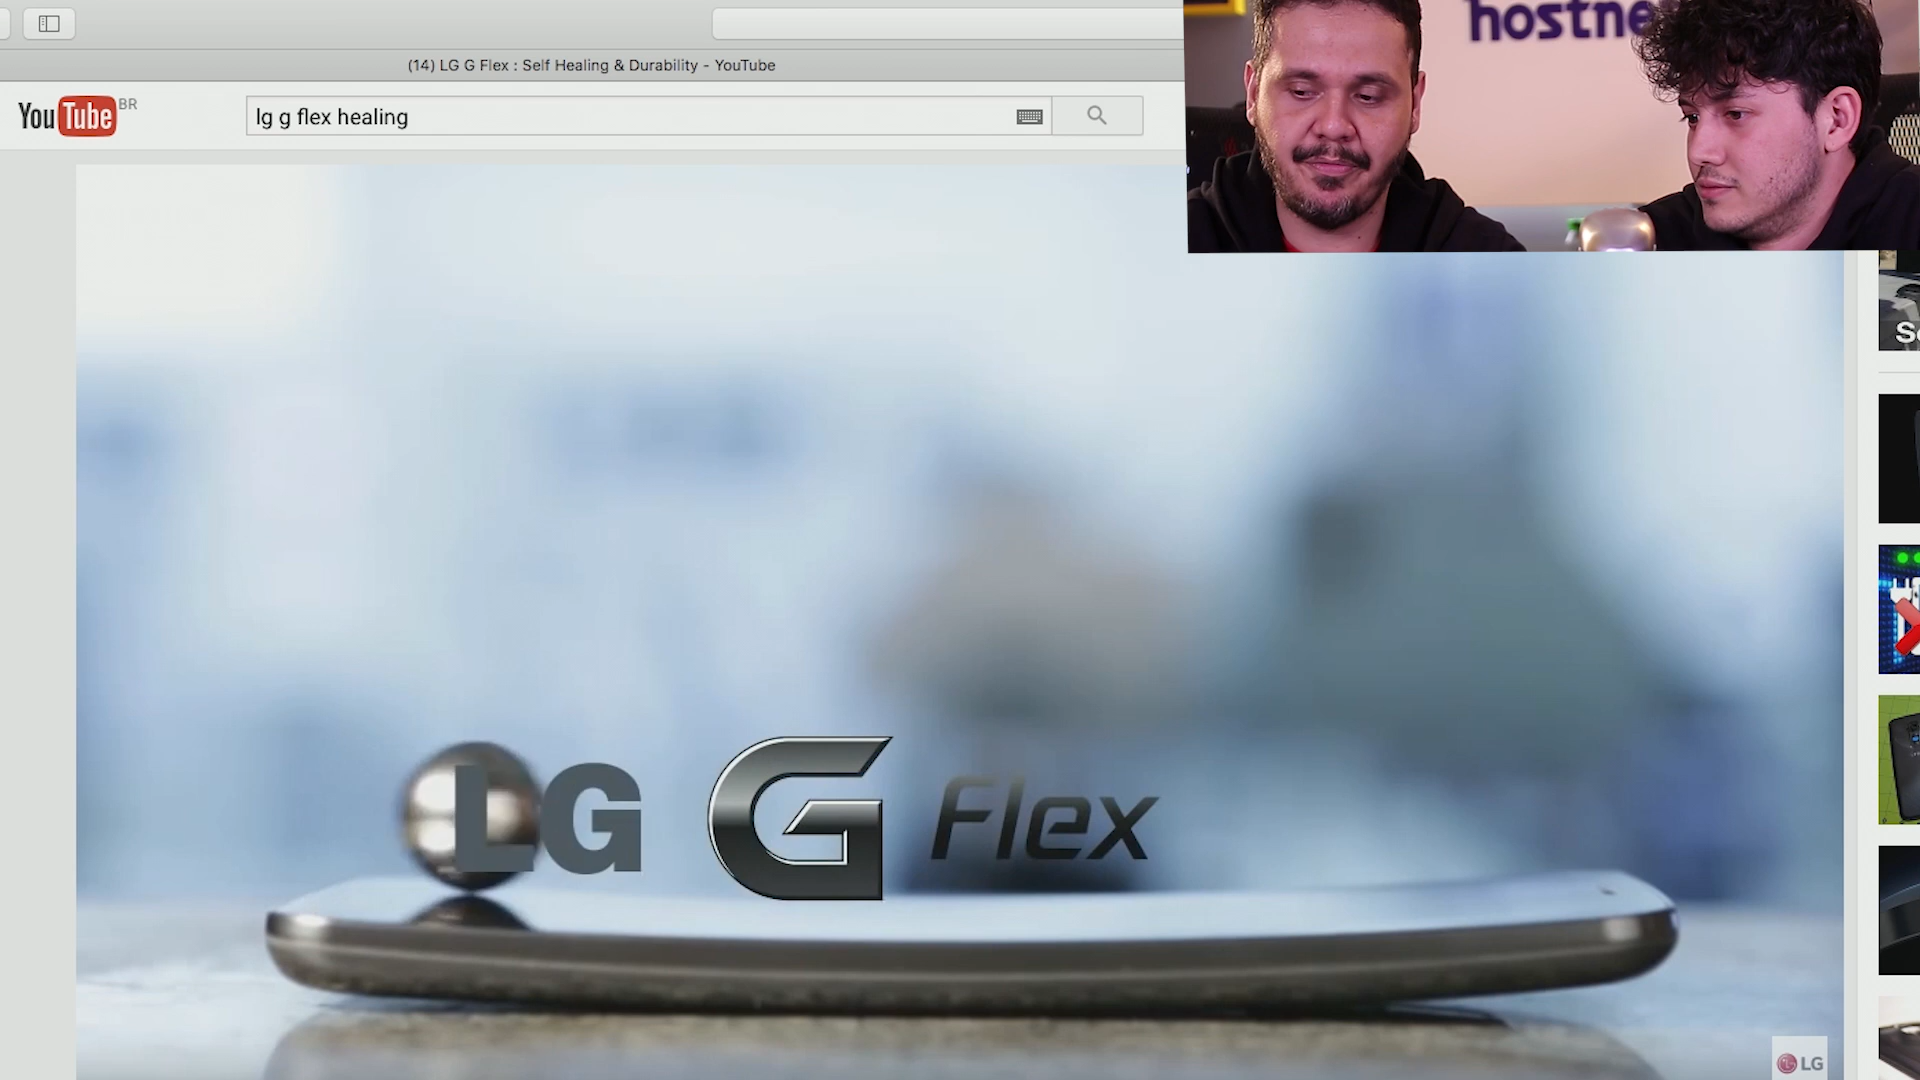 hostne
(14) LG G Flex : Self Healing & Durability - YouTube
YouTube BR
lg g flex healing
LG G Flex
LG